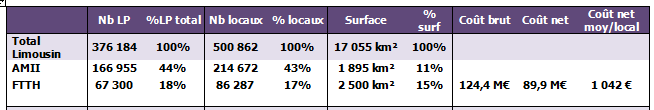 Nb LP %LP total Nb locaux % locaux Surface % surf Coût brut Coût net Coût net moy/local
Total Limousin 376 184 100% 500 862 100% 17 055 km² 100%
AMII 166 955 44% 214 672 43% 1 895 km² 11%
FTTH 67 300 18% 86 287 17% 2 500 km² 15% 124,4 M€ 89,9 M€ 1 042 €